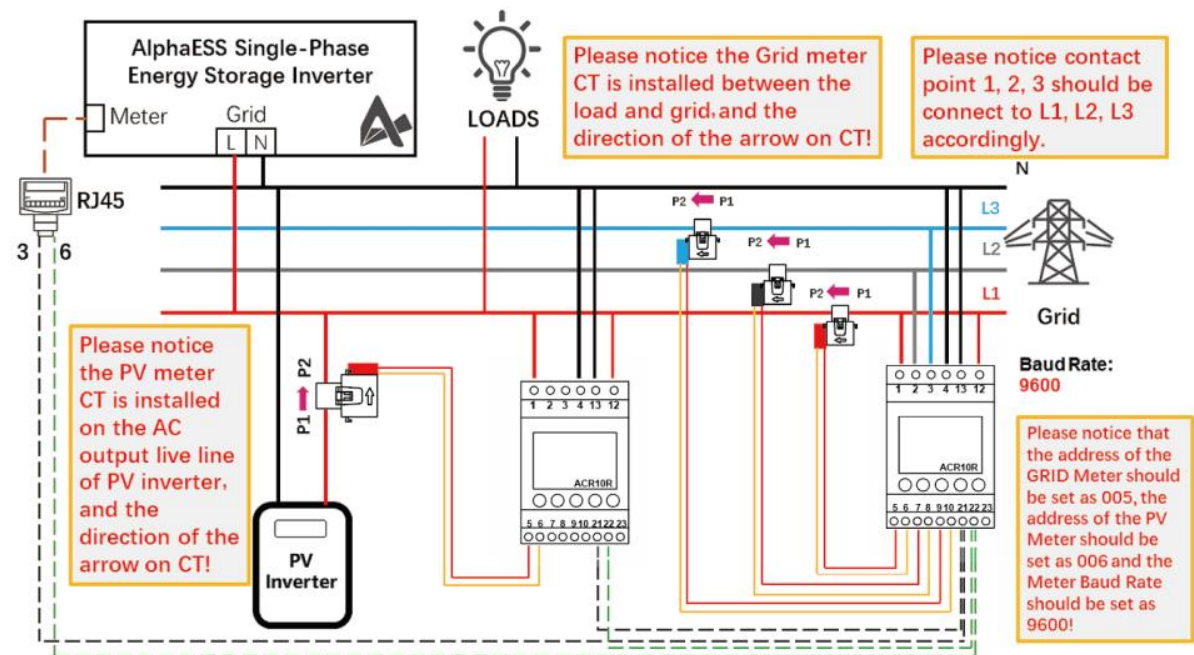 AlphaESS Single-Phase
Energy Storage Inverter
Meter
Grid
L N
LOADS
Please notice the Grid meter
CT is installed between the
load and grid, and the
direction of the arrow on CT!
Please notice contact
point 1, 2, 3 should be
connect to L1, L2, L3
accordingly.
N
RJ45
3 6
P2 P1
L3
P2 P1
L2
P2 P1
L1
Grid
Please notice
the PV meter
CT is installed
on the AC
output live line
of PV inverter,
and the
direction of the
arrow on CT!
P1 P2
PV
Inverter
1 2 3 4 13 12
ACR10R
5 6 7 8 9 10 21 22 23
1 2 3 4 13 12
ACR10R
5 6 7 8 9 10 21 22 23
Baud Rate:
9600
Please notice that
the address of the
GRID Meter should
be set as 005, the
address of the PV
Meter should be
set as 006 and the
Meter Baud Rate
should be set as
9600!